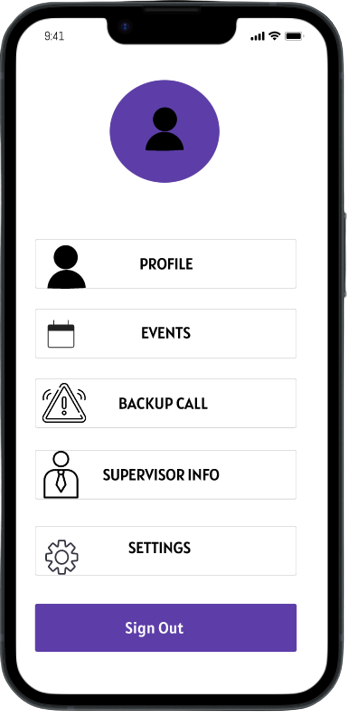 9:41
PROFILE
EVENTS
BACKUP CALL
SUPERVISOR INFO
SETTINGS
Sign Out